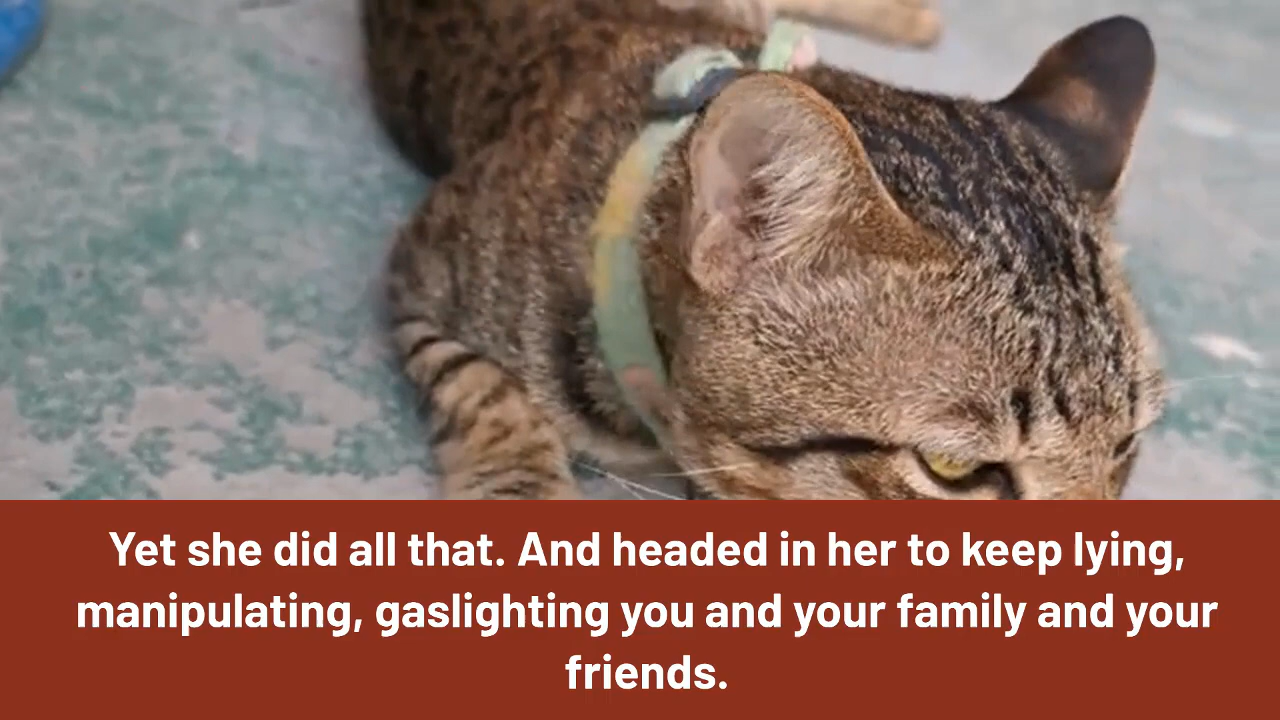 Yet she did all that. And headed in her to keep lying,
manipulating, gaslighting you and your family and your
friends.